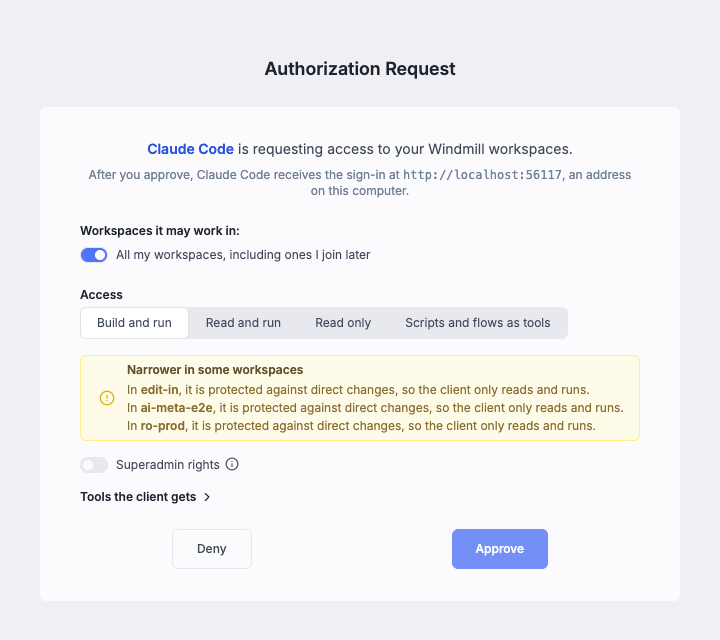 Authorization Request
Claude Code is requesting access to your Windmill workspaces.
After you approve, Claude Code receives the sign-in at http://localhost:56117, an address
on this computer.
Workspaces it may work in:
All my workspaces, including ones I join later
Access
Build and run
Read and run
Read only
Scripts and flows as tools
Narrower in some workspaces
In edit-in, it is protected against direct changes, so the client only reads and runs.
In ai-meta-e2e, it is protected against direct changes, so the client only reads and runs.
In ro-prod, it is protected against direct changes, so the client only reads and runs.
Superadmin rights
Tools the client gets
Deny
Approve